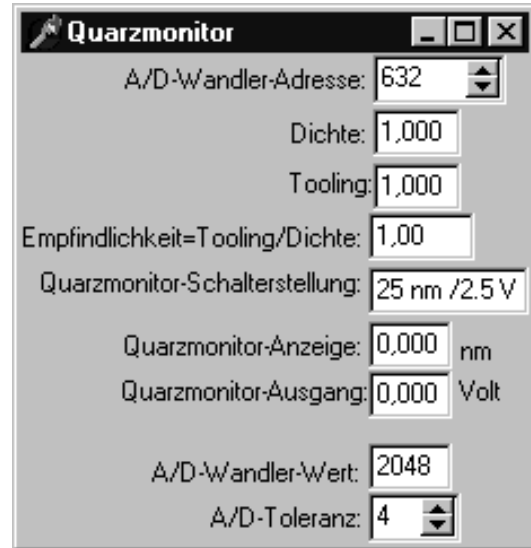 Quarzmonitor
A/D-Wandler-Adresse: 632
Dichte: 1,000
Tooling: 1,000
Empfindlichkeit=Tooling/Dichte: 1,00
Quarzmonitor-Schalterstellung: 25 nm /2.5 V
Quarzmonitor-Anzeige: 0,000 nm
Quarzmonitor-Ausgang: 0,000 Volt
A/D-Wandler-Wert: 2048
A/D-Toleranz: 4